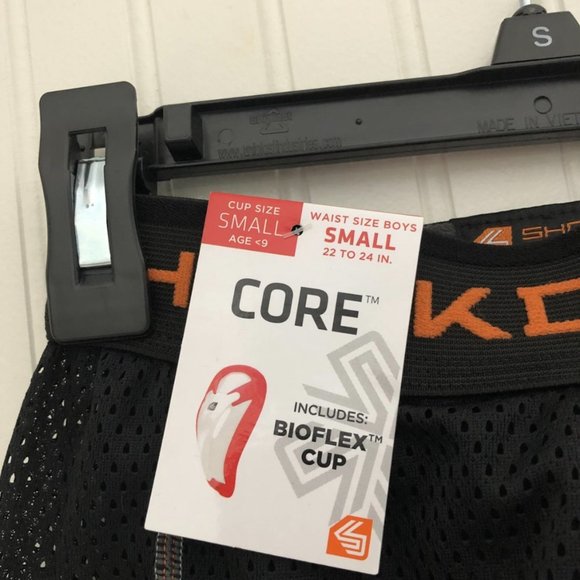 S
MADE IN VIET
CUP SIZE
SMALL
AGE <9
WAIST SIZE BOYS
SMALL
22 TO 24 IN.
SHO
CORE™
INCLUDES:
BIOFLEX™
CUP